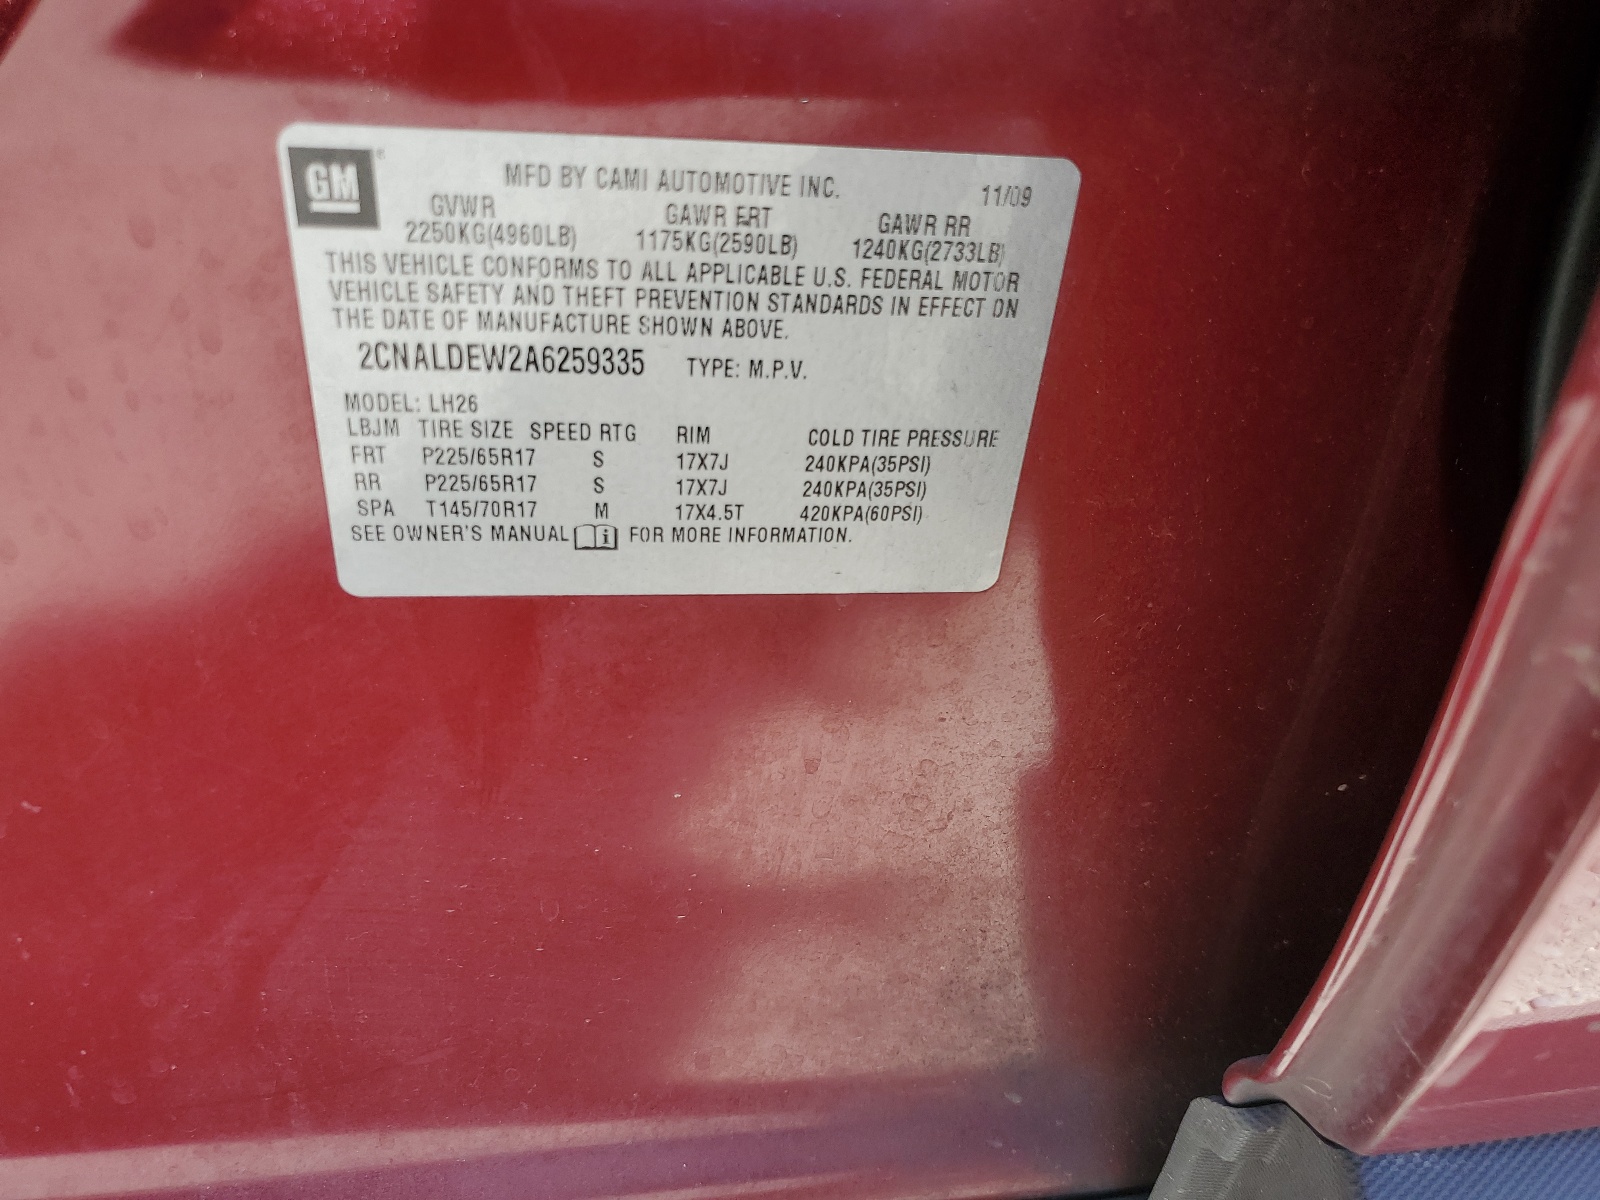 GM®
MFD BY CAMI AUTOMOTIVE INC. 11/09
GVWR GAWR FRT GAWR RR
2250KG(4960LB) 1175KG(2590LB) 1240KG(2733LB)
THIS VEHICLE CONFORMS TO ALL APPLICABLE U.S. FEDERAL MOTOR
VEHICLE SAFETY AND THEFT PREVENTION STANDARDS IN EFFECT ON
THE DATE OF MANUFACTURE SHOWN ABOVE.
2CNALDEW2A6259335 TYPE: M.P.V.
MODEL: LH26
LBJM TIRE SIZE SPEED RTG RIM COLD TIRE PRESSURE
FRT P225/65R17 S 17X7J 240KPA(35PSI)
RR P225/65R17 S 17X7J 240KPA(35PSI)
SPA T145/70R17 M 17X4.5T 420KPA(60PSI)
SEE OWNER'S MANUAL i FOR MORE INFORMATION.